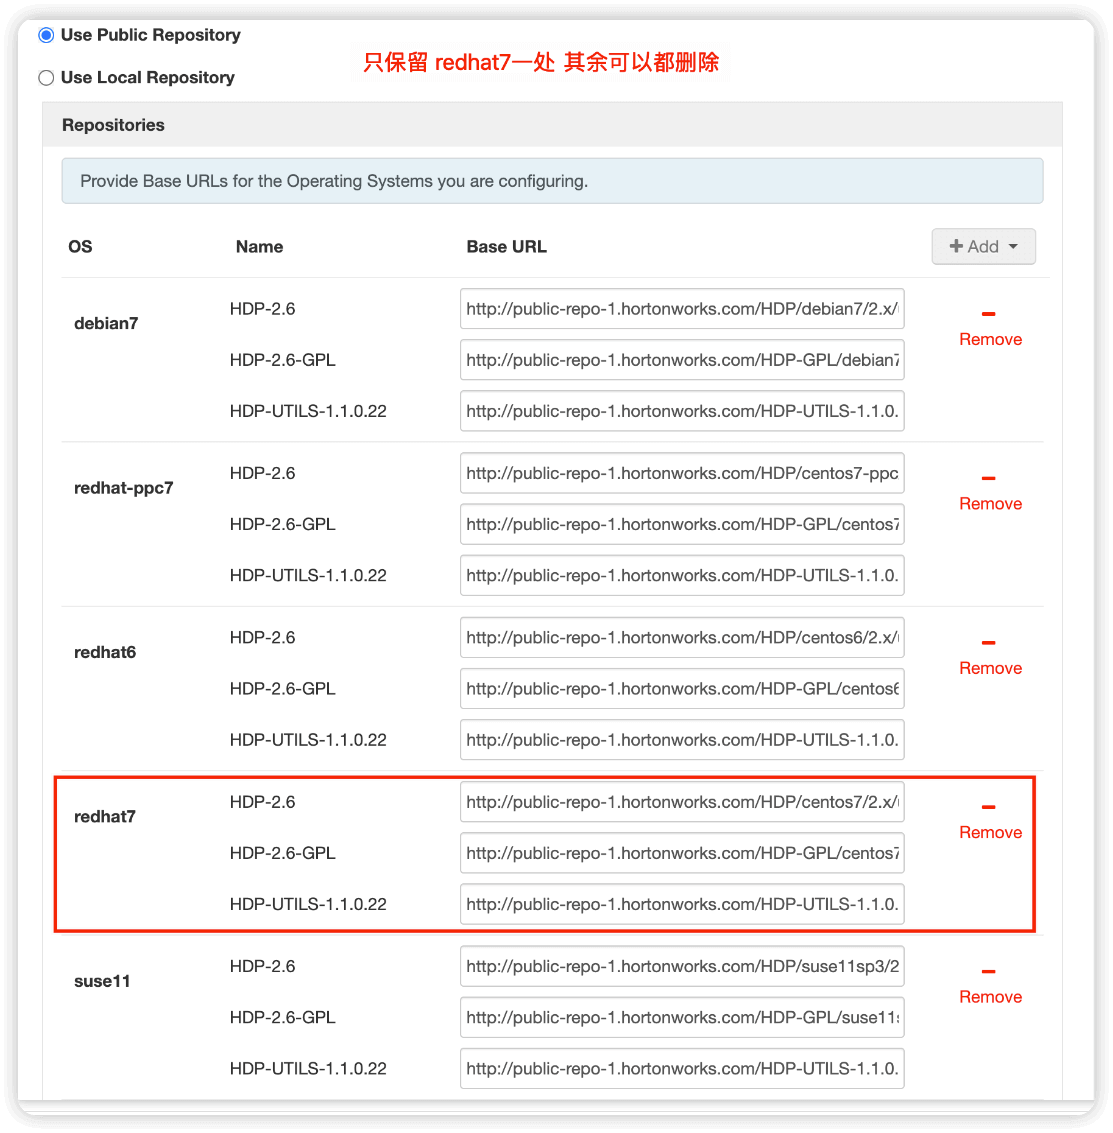 Use Public Repository
只保留 redhat7一处 其余可以都删除
Use Local Repository
Repositories
Provide Base URLs for the Operating Systems you are configuring.
OS Name Base URL Add
debian7 HDP-2.6 http://public-repo-1.hortonworks.com/HDP/debian7/2.x/ Remove
HDP-2.6-GPL http://public-repo-1.hortonworks.com/HDP-GPL/debian7
HDP-UTILS-1.1.0.22 http://public-repo-1.hortonworks.com/HDP-UTILS-1.1.0.
redhat-ppc7 HDP-2.6 http://public-repo-1.hortonworks.com/HDP/centos7-ppc Remove
HDP-2.6-GPL http://public-repo-1.hortonworks.com/HDP-GPL/centos7
HDP-UTILS-1.1.0.22 http://public-repo-1.hortonworks.com/HDP-UTILS-1.1.0.
redhat6 HDP-2.6 http://public-repo-1.hortonworks.com/HDP/centos6/2.x/ Remove
HDP-2.6-GPL http://public-repo-1.hortonworks.com/HDP-GPL/centos6
HDP-UTILS-1.1.0.22 http://public-repo-1.hortonworks.com/HDP-UTILS-1.1.0.
redhat7 HDP-2.6 http://public-repo-1.hortonworks.com/HDP/centos7/2.x/ Remove
HDP-2.6-GPL http://public-repo-1.hortonworks.com/HDP-GPL/centos7
HDP-UTILS-1.1.0.22 http://public-repo-1.hortonworks.com/HDP-UTILS-1.1.0.
suse11 HDP-2.6 http://public-repo-1.hortonworks.com/HDP/suse11sp3/2 Remove
HDP-2.6-GPL http://public-repo-1.hortonworks.com/HDP-GPL/suse11
HDP-UTILS-1.1.0.22 http://public-repo-1.hortonworks.com/HDP-UTILS-1.1.0.